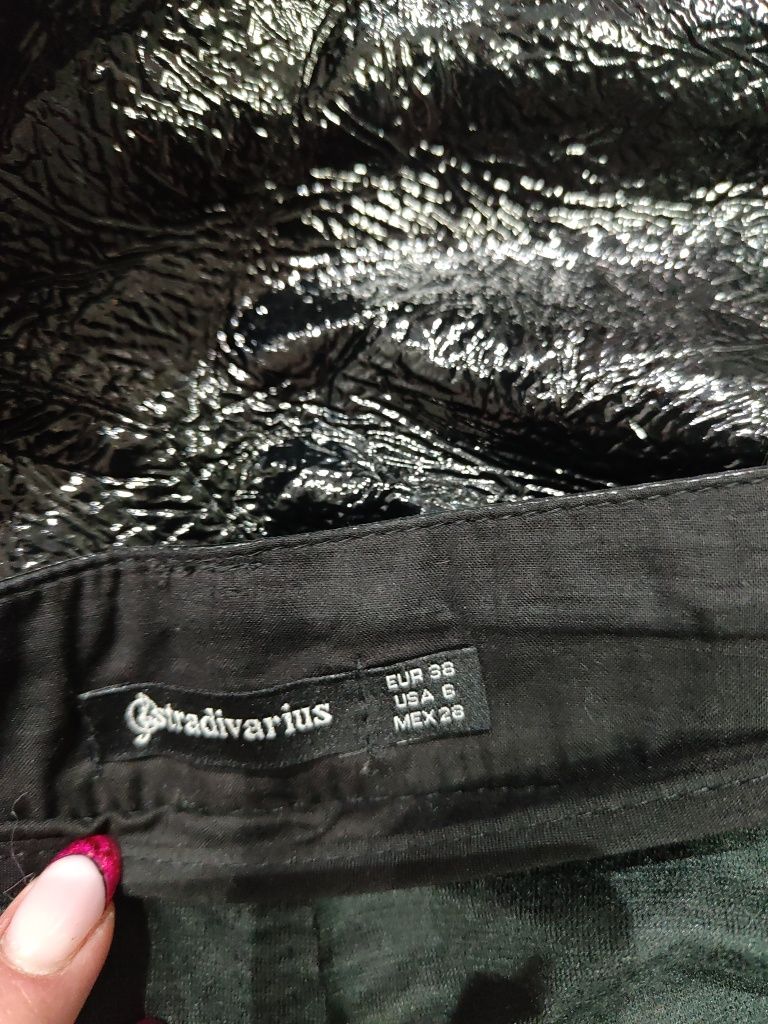 stradivarius
EUR 38
USA 6
MEX 28